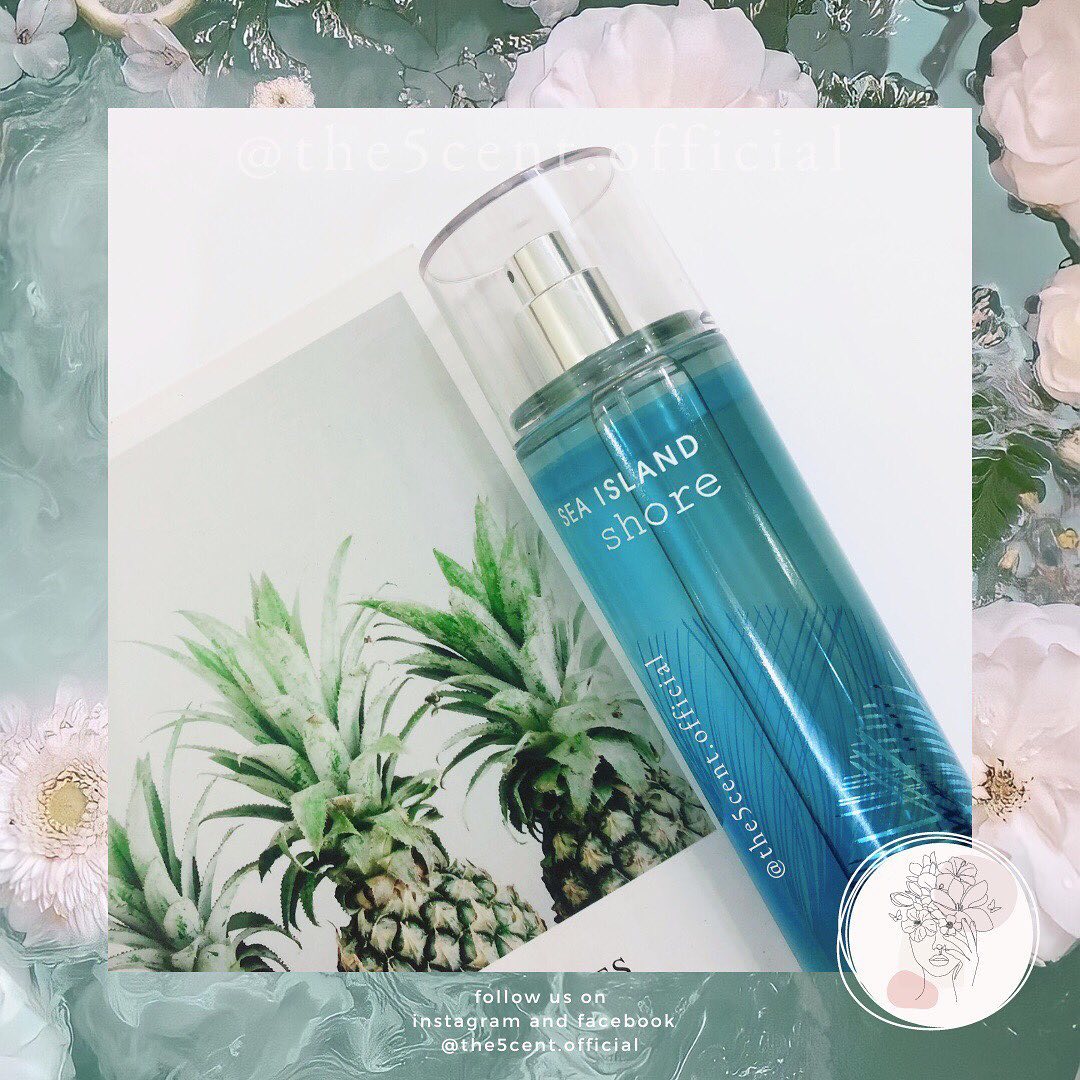 @the5cent.official
SEA ISLAND
shore
@the5cent.official
follow us on
instagram and facebook
@the5cent.official